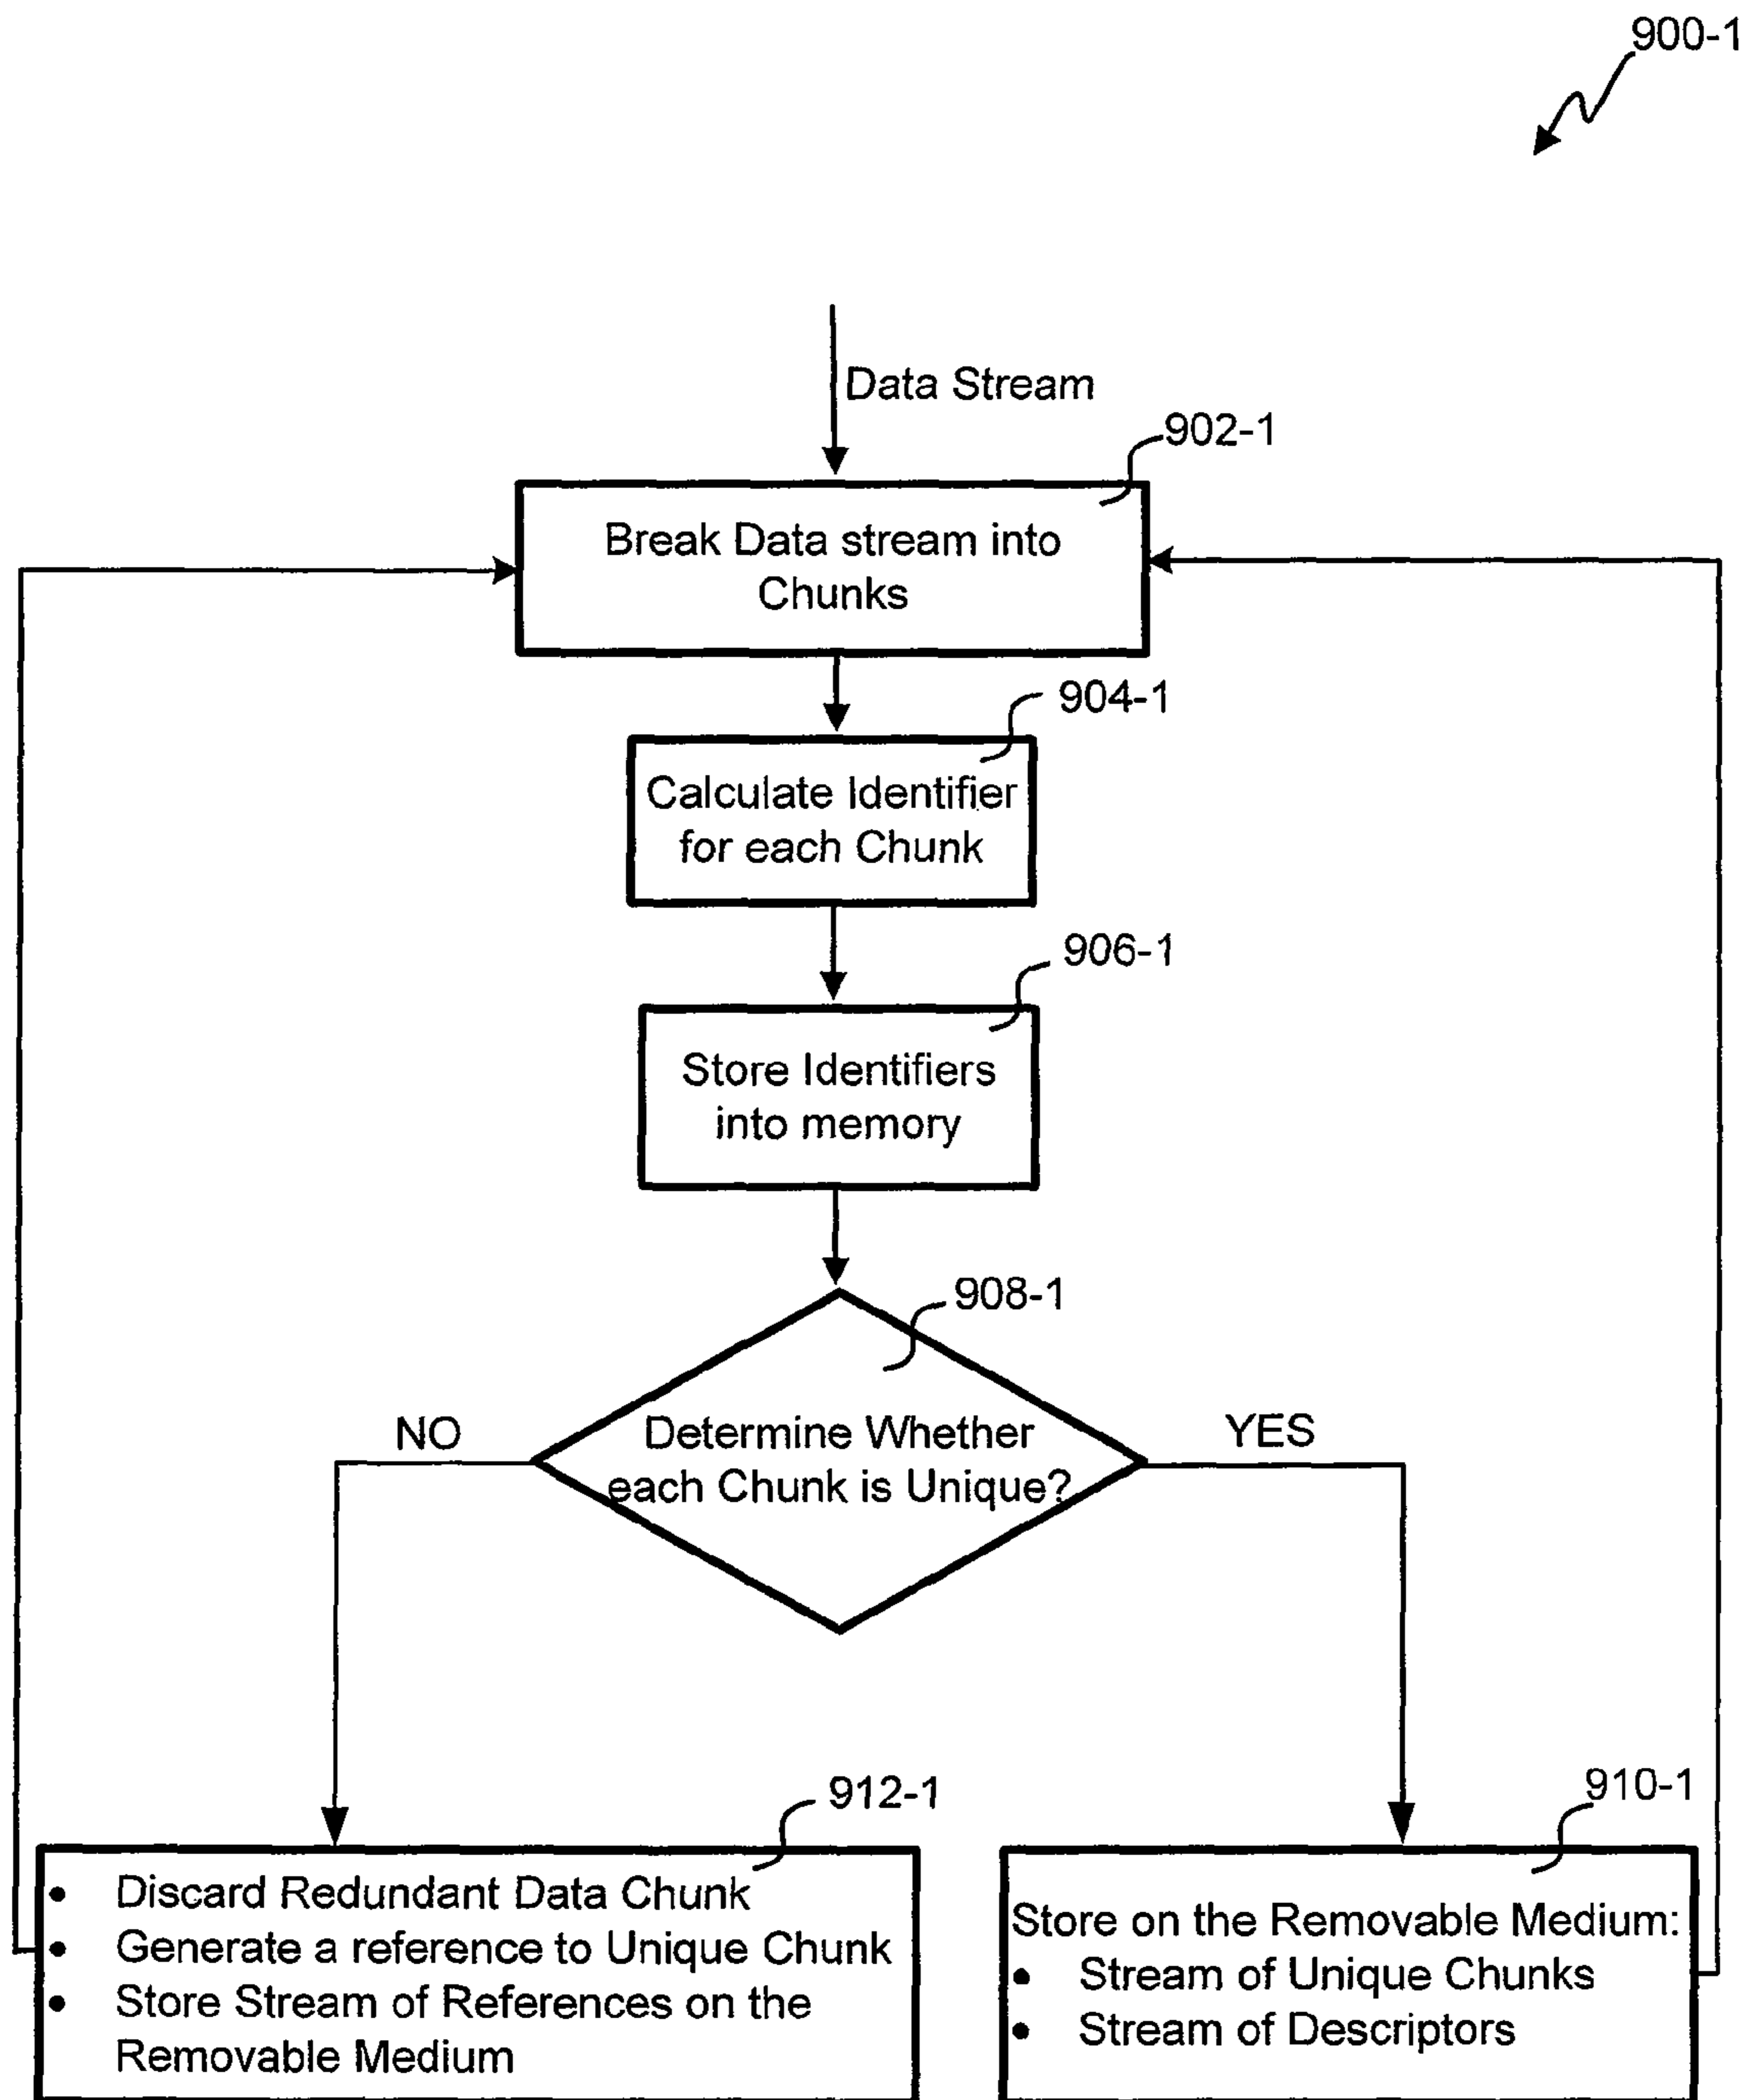 900-1
Data Stream
902-1
Break Data stream into
Chunks
904-1
Calculate Identifier
for each Chunk
906-1
Store Identifiers
into memory
908-1
NO
Determine Whether
each Chunk is Unique?
YES
912-1
• Discard Redundant Data Chunk
• Generate a reference to Unique Chunk
• Store Stream of References on the
Removable Medium
910-1
Store on the Removable Medium:
• Stream of Unique Chunks
• Stream of Descriptors